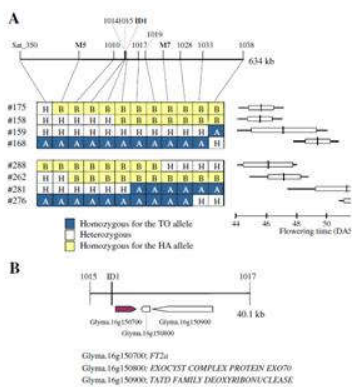 A
1014 1015 ID1
1019
Sat_350 M5 1010 1017 M7 1028 1033 1038
634 kb
#175 H B B B B B B B B B B B
#158 H H H H H B B B B B B B
#159 H H H H H H H H H H H A
#168 A A A A A A A A A A A H
#288 B B B B B B B B H H H H
#262
#281 H H H H H H A A A A A A
#276 A A A A A A A A A A H H
Homozygous for the TO allele
Heterozygous
Homozygous for the HA allele
44 46 48 50 52
Flowering time (DAS
B
1015 ID1 1017
40.1 kb
Glyma.16g150700 Glyma.16g150900
Glyma.16g150800
Glyma.16g150700; FT2a
Glyma.16g150800; EXOCYST COMPLEX PROTEIN EXO70
Glyma.16g150900; TATD FAMILY DEOXYRIBONUCLEASE